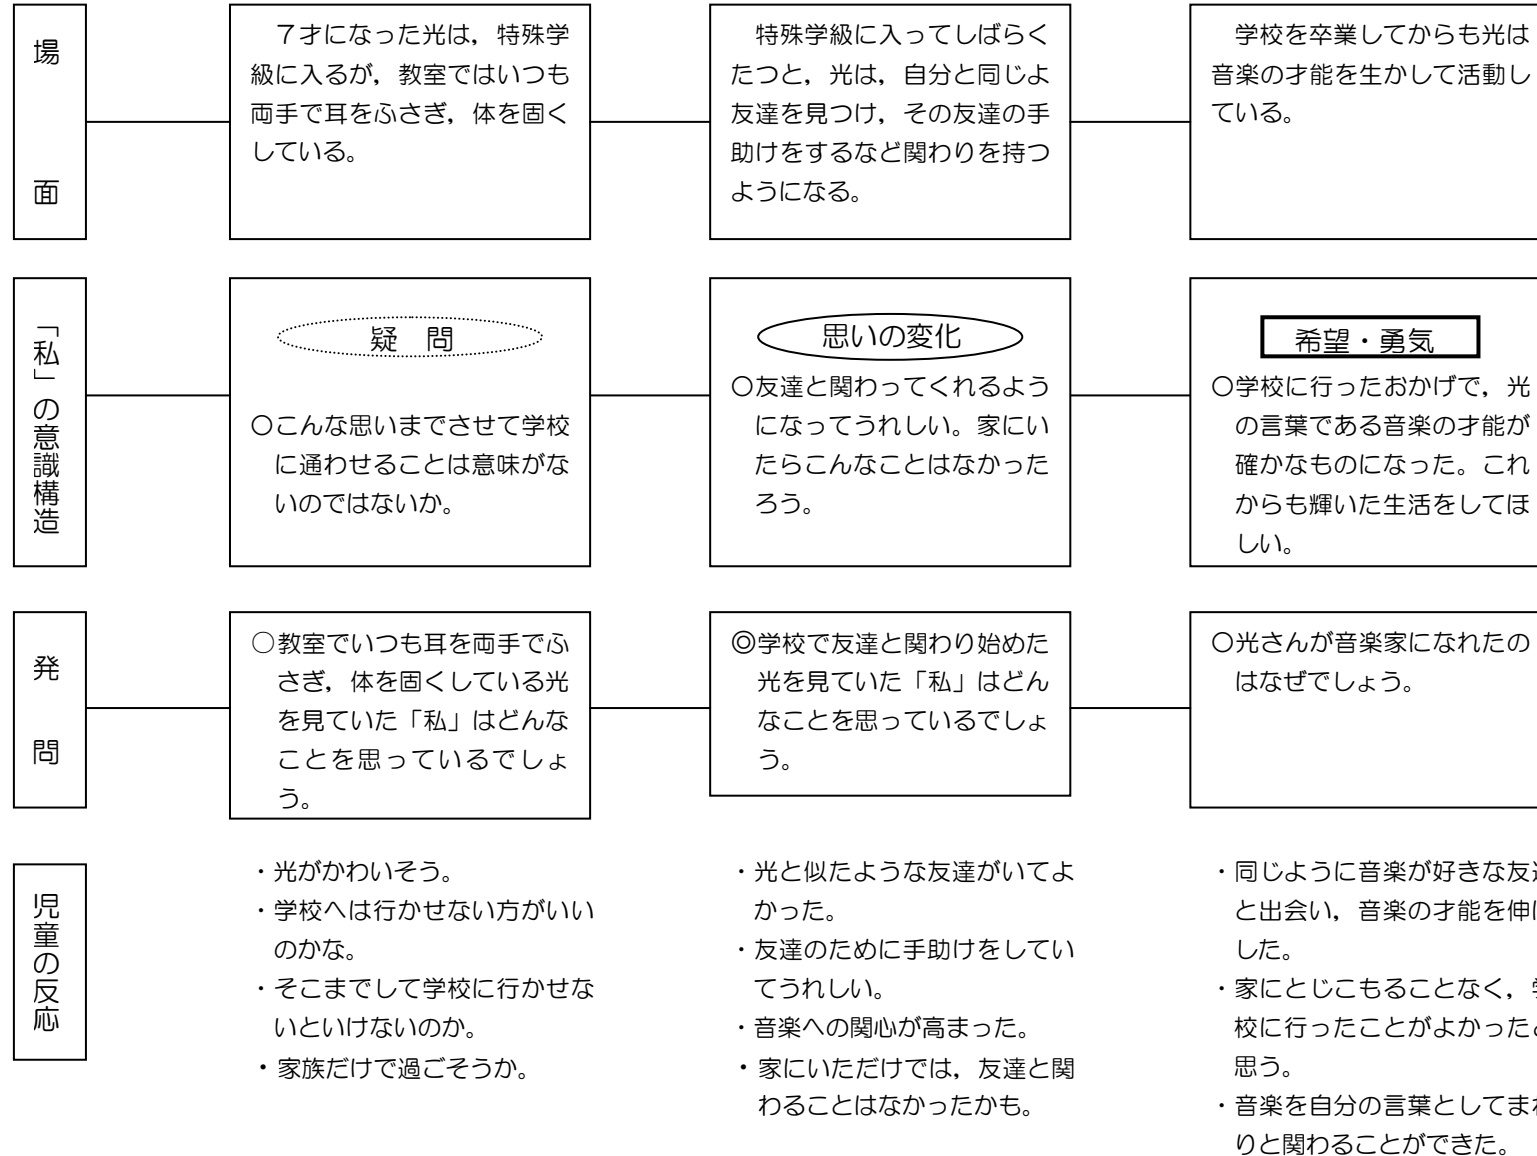 場面
７才になった光は，特殊学
級に入るが，教室ではいつも
両手で耳をふさぎ，体を固く
している。
特殊学級に入ってしばらく
たつと，光は，自分と同じよ
友達を見つけ，その友達の手
助けをするなど関わりを持つ
ようになる。
学校を卒業してからも光は
音楽の才能を生かして活動し
ている。
「私」の意識構造
疑　問
○こんな思いまでさせて学校
に通わせることは意味がな
いのではないか。
思いの変化
○友達と関わってくれるよう
になってうれしい。家にい
たらこんなことはなかった
ろう。
希望・勇気
○学校に行ったおかげで，光
の言葉である音楽の才能が
確かなものになった。これ
からも輝いた生活をしてほ
しい。
発問
○教室でいつも耳を両手でふ
さぎ，体を固くしている光
を見ていた「私」はどんな
ことを思っているでしょ
う。
◎学校で友達と関わり始めた
光を見ていた「私」はどん
なことを思っているでしょ
う。
○光さんが音楽家になれたの
はなぜでしょう。
児童の反応
・光がかわいそう。
・学校へは行かせない方がいい
のかな。
・そこまでして学校に行かせな
いといけないのか。
・家族だけで過ごそうか。
・光と似たような友達がいてよ
かった。
・友達のために手助けをしてい
てうれしい。
・音楽への関心が高まった。
・家にいただけでは，友達と関
わることはなかったかも。
・同じように音楽が好きな友
と出会い，音楽の才能を伸
した。
・家にとじこもることなく，
校に行ったことがよかった
思う。
・音楽を自分の言葉としてま
りと関わることができた。